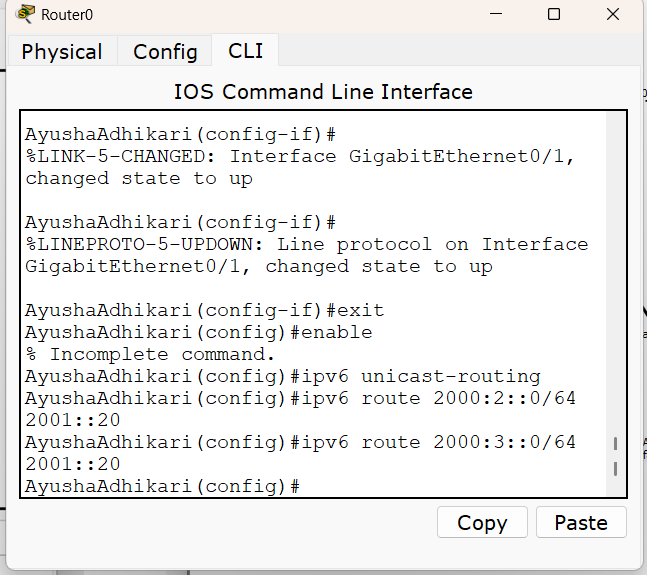 Router0
Physical Config CLI
IOS Command Line Interface
AyushaAdhikari(config-if)#
%LINK-5-CHANGED: Interface GigabitEthernet0/1,
changed state to up
AyushaAdhikari(config-if)#
%LINEPROTO-5-UPDOWN: Line protocol on Interface
GigabitEthernet0/1, changed state to up
AyushaAdhikari(config-if)#exit
AyushaAdhikari(config)#enable
% Incomplete command.
AyushaAdhikari(config)#ipv6 unicast-routing
AyushaAdhikari(config)#ipv6 route 2000:2::0/64
2001::20
AyushaAdhikari(config)#ipv6 route 2000:3::0/64
2001::20
AyushaAdhikari(config)#
Copy Paste